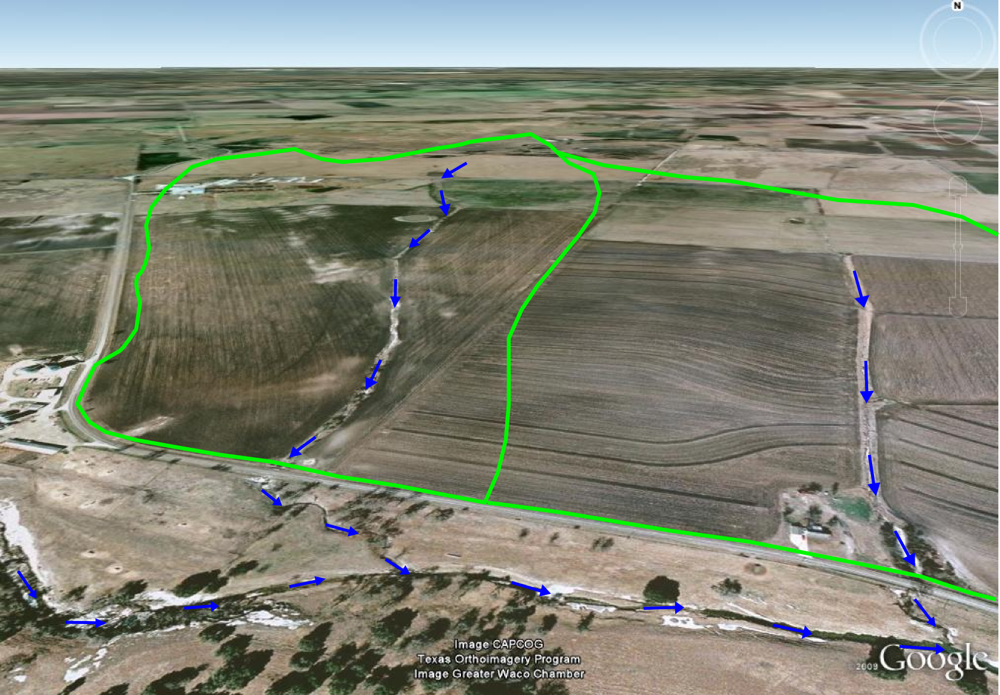 N
Image CAPCOG
Texas Orthoimagery Program
Image Greater Waco Chamber
©2009 Google